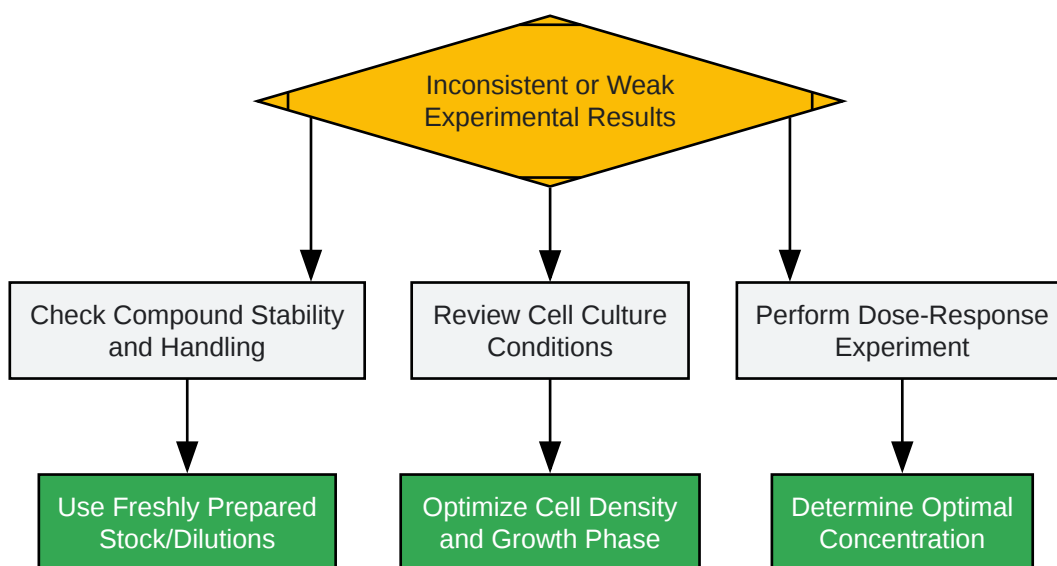 Inconsistent or Weak
Experimental Results
Check Compound Stability
and Handling
Review Cell Culture
Conditions
Perform Dose-Response
Experiment
Use Freshly Prepared
Stock/Dilutions
Optimize Cell Density
and Growth Phase
Determine Optimal
Concentration